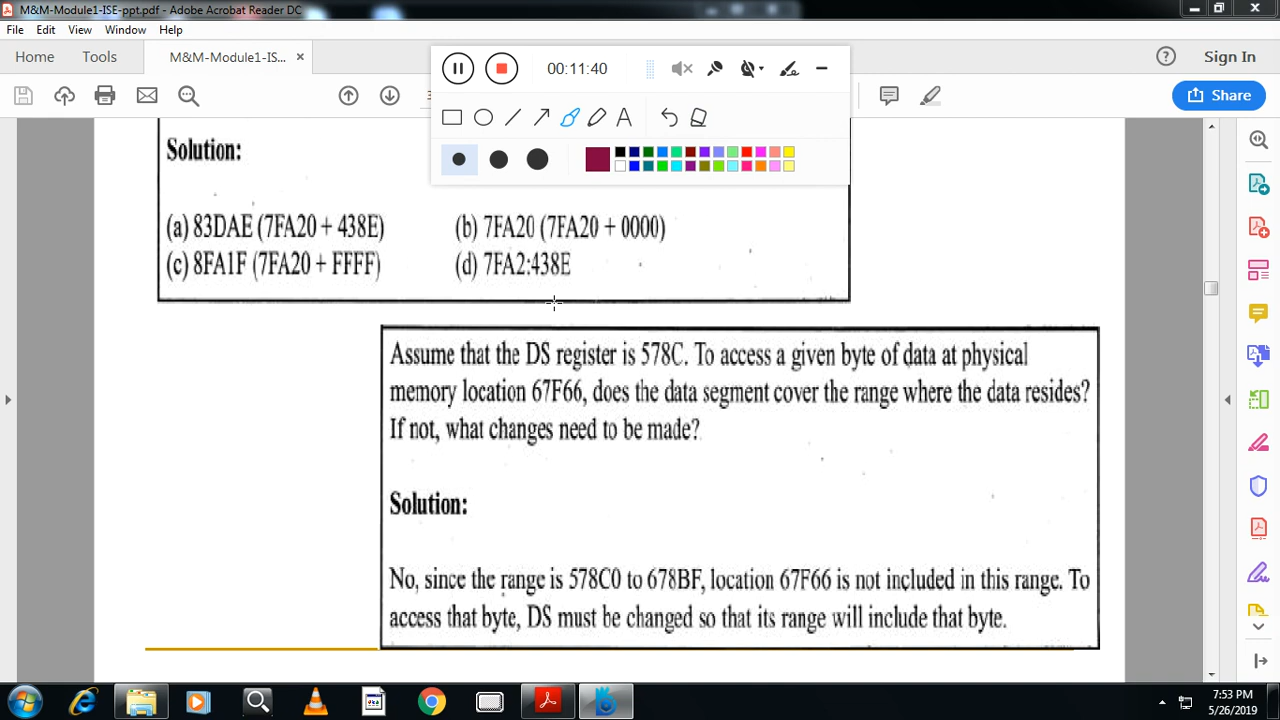 M&M-Module1-ISE-ppt.pdf - Adobe Acrobat Reader DC
File Edit View Window Help
Home Tools M&M-Module1-IS... × Sign In
00:11:40
A
Share
Solution:
(a) 83DAE (7FA20 + 438E) (b) 7FA20 (7FA20 + 0000)
(c) 8FA1F (7FA20 + FFFF) (d) 7FA2:438E
Assume that the DS register is 578C. To access a given byte of data at physical
memory location 67F66, does the data segment cover the range where the data resides?
If not, what changes need to be made?
Solution:
No, since the range is 578C0 to 678BF, location 67F66 is not included in this range. To
access that byte, DS must be changed so that its range will include that byte.
7:53 PM
5/26/2019